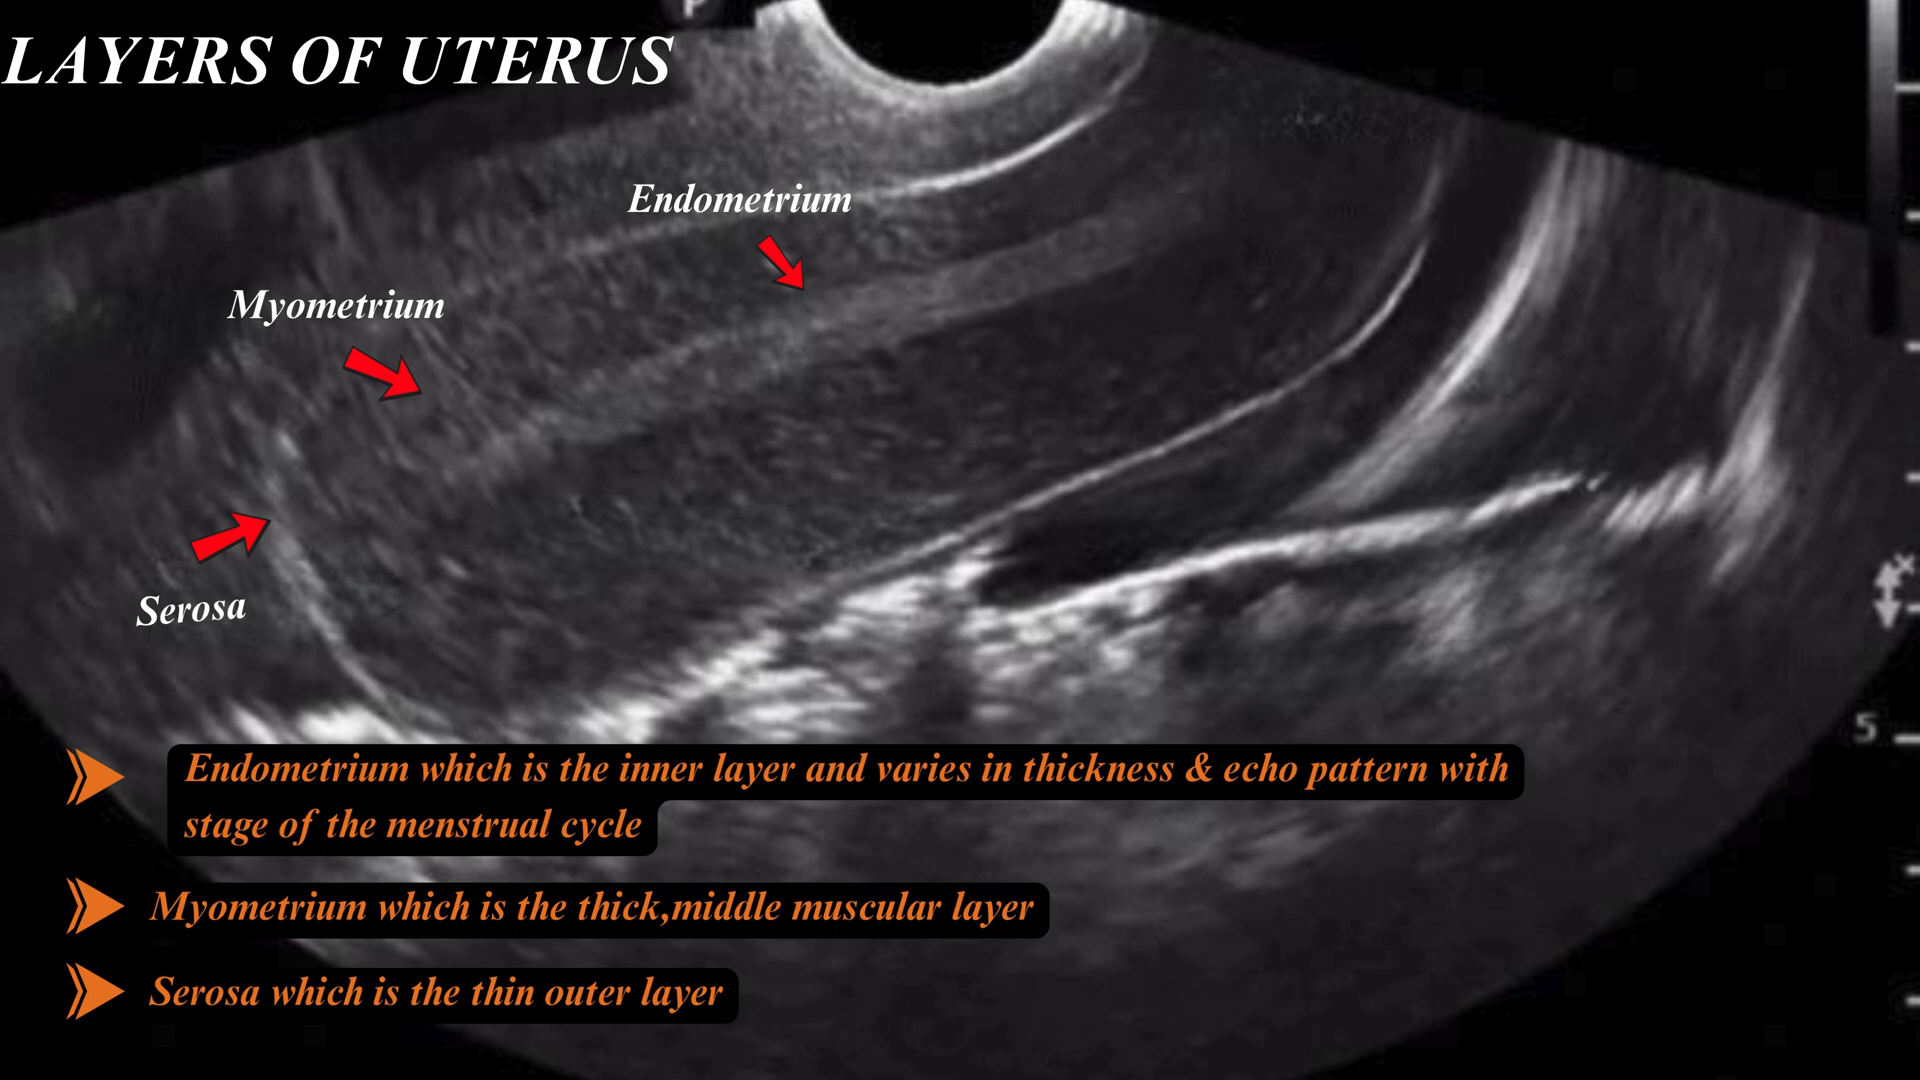 P
LAYERS OF UTERUS
Endometrium
Myometrium
Serosa
5
Endometrium which is the inner layer and varies in thickness & echo pattern with
stage of the menstrual cycle
Myometrium which is the thick,middle muscular layer
Serosa which is the thin outer layer